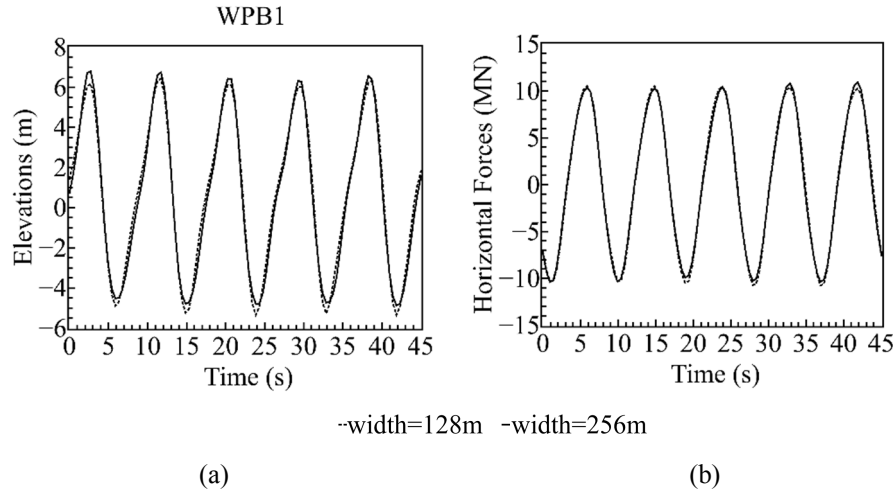 WPB1
8
6
4
2
0
−2
−4
−6
Elevations (m)
0 5 10 15 20 25 30 35 40 45
Time (s)
15
10
5
0
−5
−10
−15
Horizontal Forces (MN)
0 5 10 15 20 25 30 35 40 45
Time (s)
--width=128m -width=256m
(a) (b)